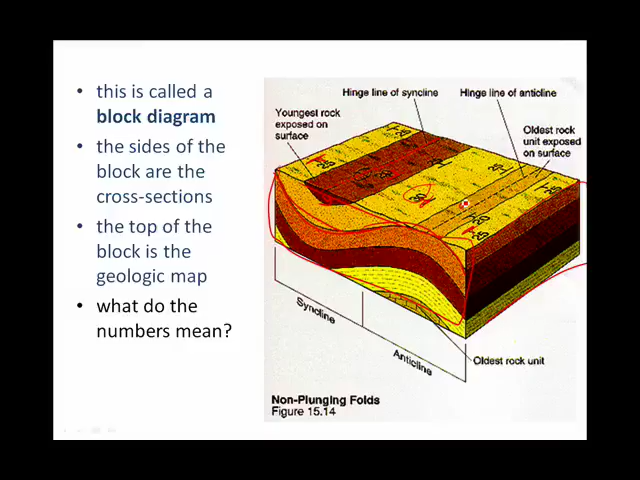 • this is called a
block diagram
• the sides of the
block are the
cross-sections
• the top of the
block is the
geologic map
• what do the
numbers mean?
Hinge line of syncline
Hinge line of anticline
Youngest rock
exposed on
surface
Oldest rock
unit exposed
on surface
Syncline
Anticline
Oldest rock unit
Non-Plunging Folds
Figure 15.14